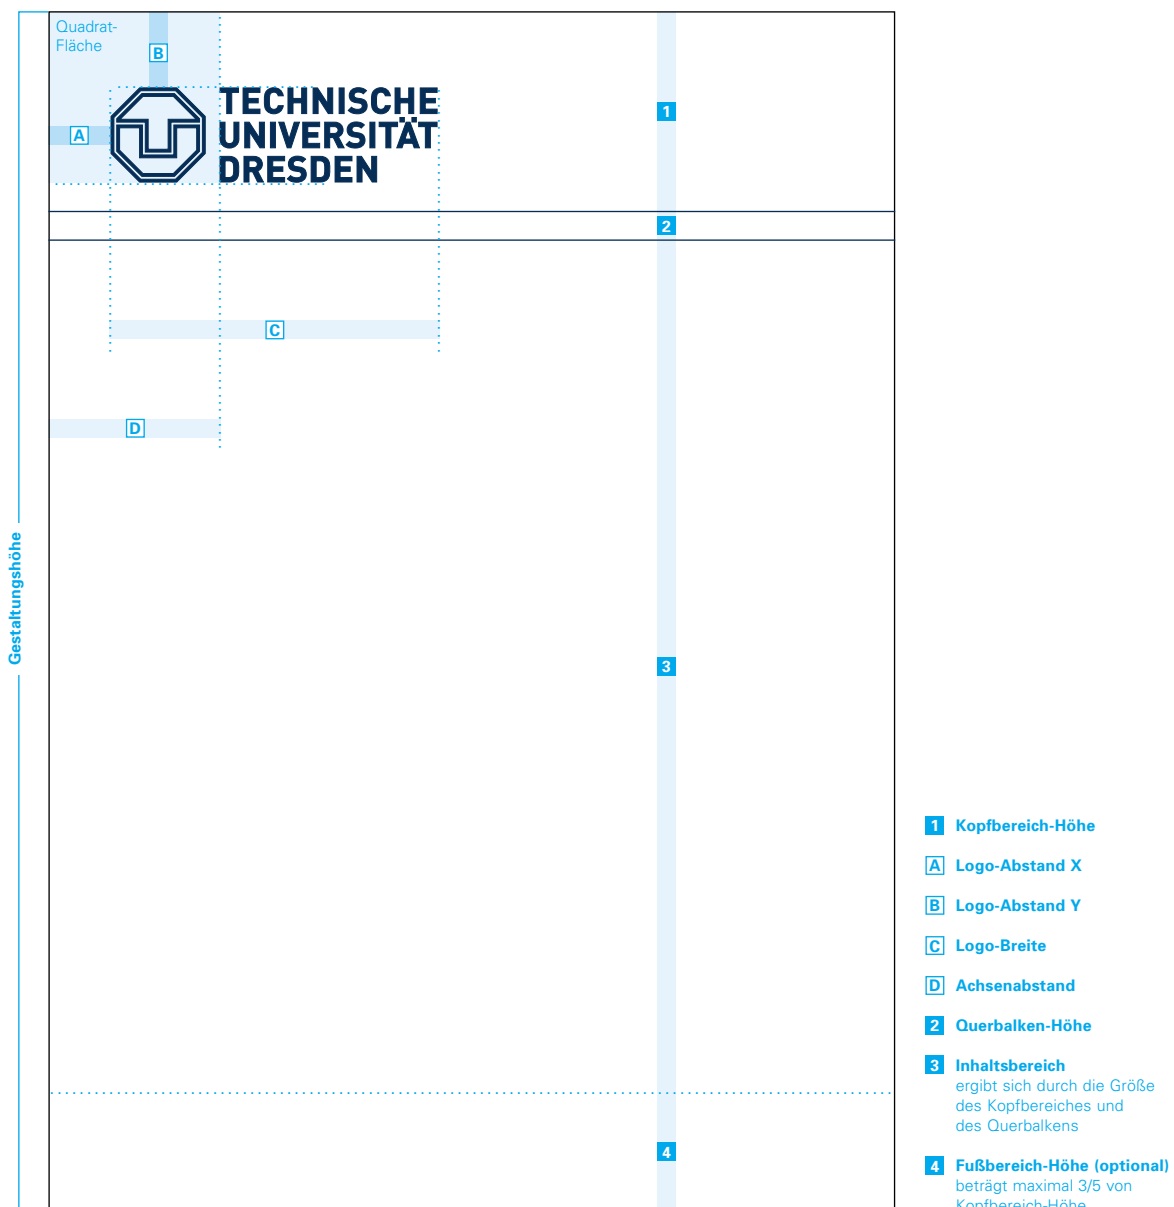 Quadrat-
Fläche
B
A
TECHNISCHE
UNIVERSITÄT
DRESDEN
1
2
C
D
Gestaltungshöhe
3
4
1 Kopfbereich-Höhe
A Logo-Abstand X
B Logo-Abstand Y
C Logo-Breite
D Achsenabstand
2 Querbalken-Höhe
3 Inhaltsbereich
ergibt sich durch die Größe
des Kopfbereiches und
des Querbalkens
4 Fußbereich-Höhe (optional)
beträgt maximal 3/5 von
Kopfbereich-Höhe